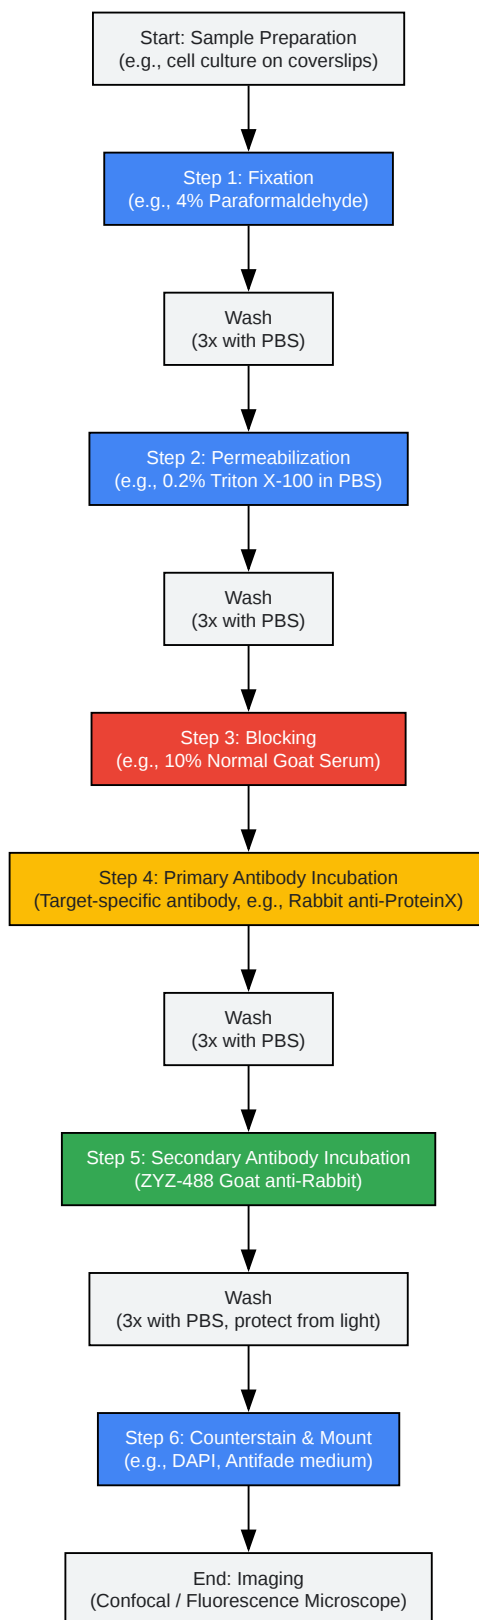 Start: Sample Preparation
(e.g., cell culture on coverslips)
Step 1: Fixation
(e.g., 4% Paraformaldehyde)
Wash
(3x with PBS)
Step 2: Permeabilization
(e.g., 0.2% Triton X-100 in PBS)
Wash
(3x with PBS)
Step 3: Blocking
(e.g., 10% Normal Goat Serum)
Step 4: Primary Antibody Incubation
(Target-specific antibody, e.g., Rabbit anti-ProteinX)
Wash
(3x with PBS)
Step 5: Secondary Antibody Incubation
(ZYZ-488 Goat anti-Rabbit)
Wash
(3x with PBS, protect from light)
Step 6: Counterstain & Mount
(e.g., DAPI, Antifade medium)
End: Imaging
(Confocal / Fluorescence Microscope)